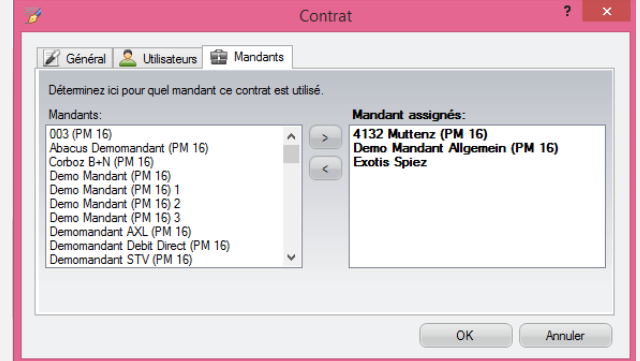 Contrat
?
×
Général
Utilisateurs
Mandants
Déterminez ici pour quel mandant ce contrat est utilisé.
Mandants:
003 (PM 16)
Abacus Demomandant (PM 16)
Corboz B+N (PM 16)
Demo Mandant (PM 16)
Demo Mandant (PM 16) 1
Demo Mandant (PM 16) 2
Demo Mandant (PM 16) 3
Demomandant AXL (PM 16)
Demomandant Debit Direct (PM 16)
Demomandant STV (PM 16)
>
<
Mandant assignés:
4132 Muttenz (PM 16)
Demo Mandant Allgemein (PM 16)
Exotis Spiez
OK
Annuler